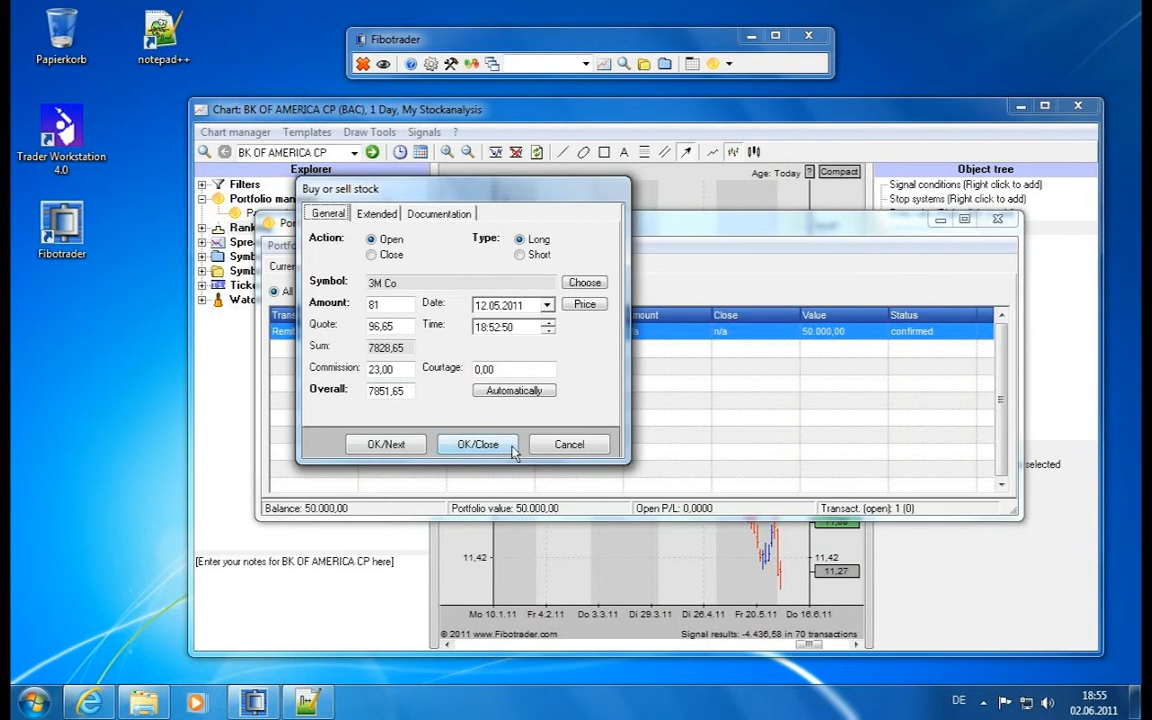 Papierkorb
notepad++
Trader Workstation
4.0
Fibotrader
Fibotrader
Chart: BK OF AMERICA CP (BAC), 1 Day, My Stockanalysis
Chart manager Templates Draw Tools Signals ?
BK OF AMERICA CP
A
Explorer
Filters
Portfolio man
Age: Today ? Compact
Object tree
Signal conditions (Right click to add)
Stop systems (Right click to add)
Buy or sell stock
General Extended Documentation
Action: Open Type: Long
Close Short
Symbol: 3M Co Choose
Amount: 81 Date: 12.05.2011 Price
Quote: 96,65 Time: 18:52:50
Sum: 7828,65
Commission: 23,00 Courtage: 0,00
Overall: 7851,65 Automatically
OK/Next OK/Close Cancel
All
Close Value Status
n/a 50.000,00 confirmed
selected
Balance: 50.000,00 Portfolio value: 50.000,00 Open P/L: 0,0000 Transact. (open): 1 (0)
[Enter your notes for BK OF AMERICA CP here]
11,42 11,42
11,27
Mo 10.1.11 Fr 4.2.11 Do 3.3.11 Di 29.3.11 Di 26.4.11 Fr 20.5.11 Do 16.6.11
© 2011 www.Fibotrader.com Signal results: -4.436,58 in 70 transactions
DE
18:55
02.06.2011